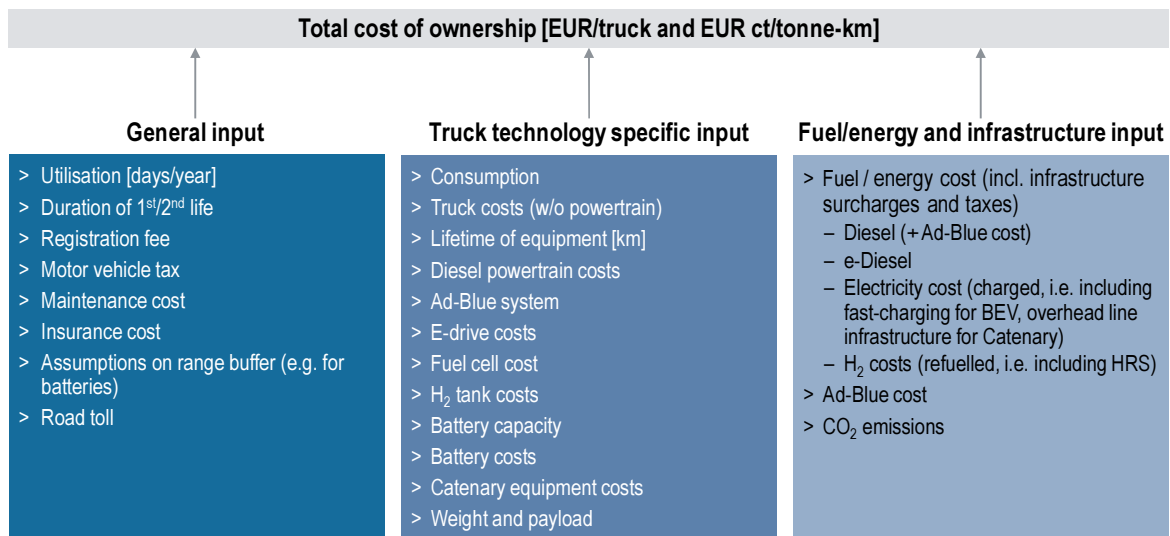 Total cost of ownership [EUR/truck and EUR ct/tonne-km]
General input
> Utilisation [days/year]
> Duration of 1st/2nd life
> Registration fee
> Motor vehicle tax
> Maintenance cost
> Insurance cost
> Assumptions on range buffer (e.g. for
batteries)
> Road toll
Truck technology specific input
> Consumption
> Truck costs (w/o powertrain)
> Lifetime of equipment [km]
> Diesel powertrain costs
> Ad-Blue system
> E-drive costs
> Fuel cell cost
> H2 tank costs
> Battery capacity
> Battery costs
> Catenary equipment costs
> Weight and payload
Fuel/energy and infrastructure input
> Fuel / energy cost (incl. infrastructure
surcharges and taxes)
– Diesel (+ Ad-Blue cost)
– e-Diesel
– Electricity cost (charged, i.e. including
fast-charging for BEV, overhead line
infrastructure for Catenary)
– H2 costs (refuelled, i.e. including HRS)
> Ad-Blue cost
> CO2 emissions